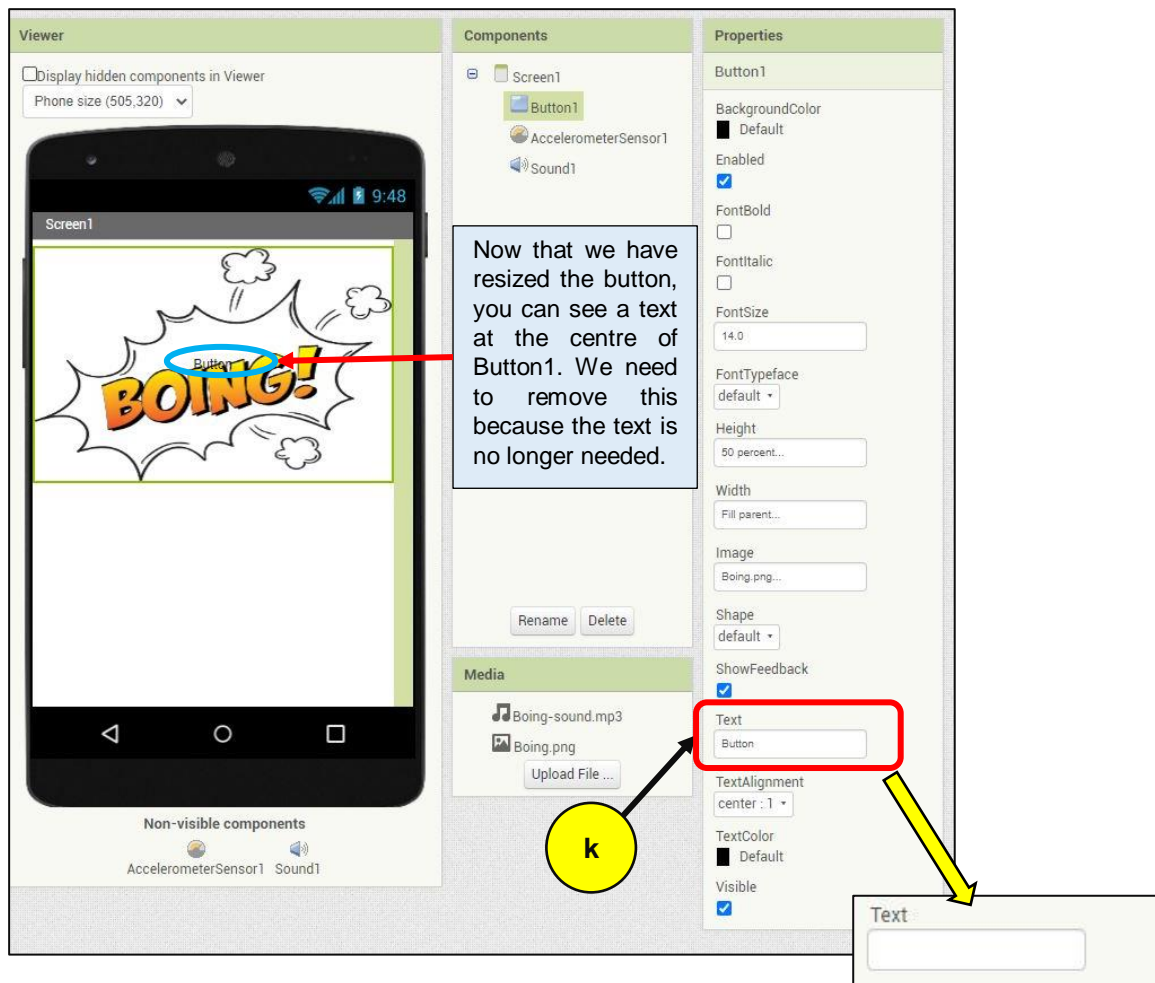 Viewer
Display hidden components in Viewer
Phone size (505,320)
9:48
Screen1
Button
BOING!
Non-visible components
AccelerometerSensor1 Sound1
Components
Screen1
Button1
AccelerometerSensor1
Sound1
Now that we have
resized the button,
you can see a text
at the centre of
Button1. We need
to remove this
because the text is
no longer needed.
Rename Delete
Media
Boing-sound.mp3
Boing.png
Upload File ...
k
Properties
Button1
BackgroundColor
Default
Enabled
FontBold
FontItalic
FontSize
14.0
FontTypeface
default
Height
50 percent...
Width
Fill parent...
Image
Boing.png...
Shape
default
ShowFeedback
Text
Button
TextAlignment
center : 1
TextColor
Default
Visible
Text